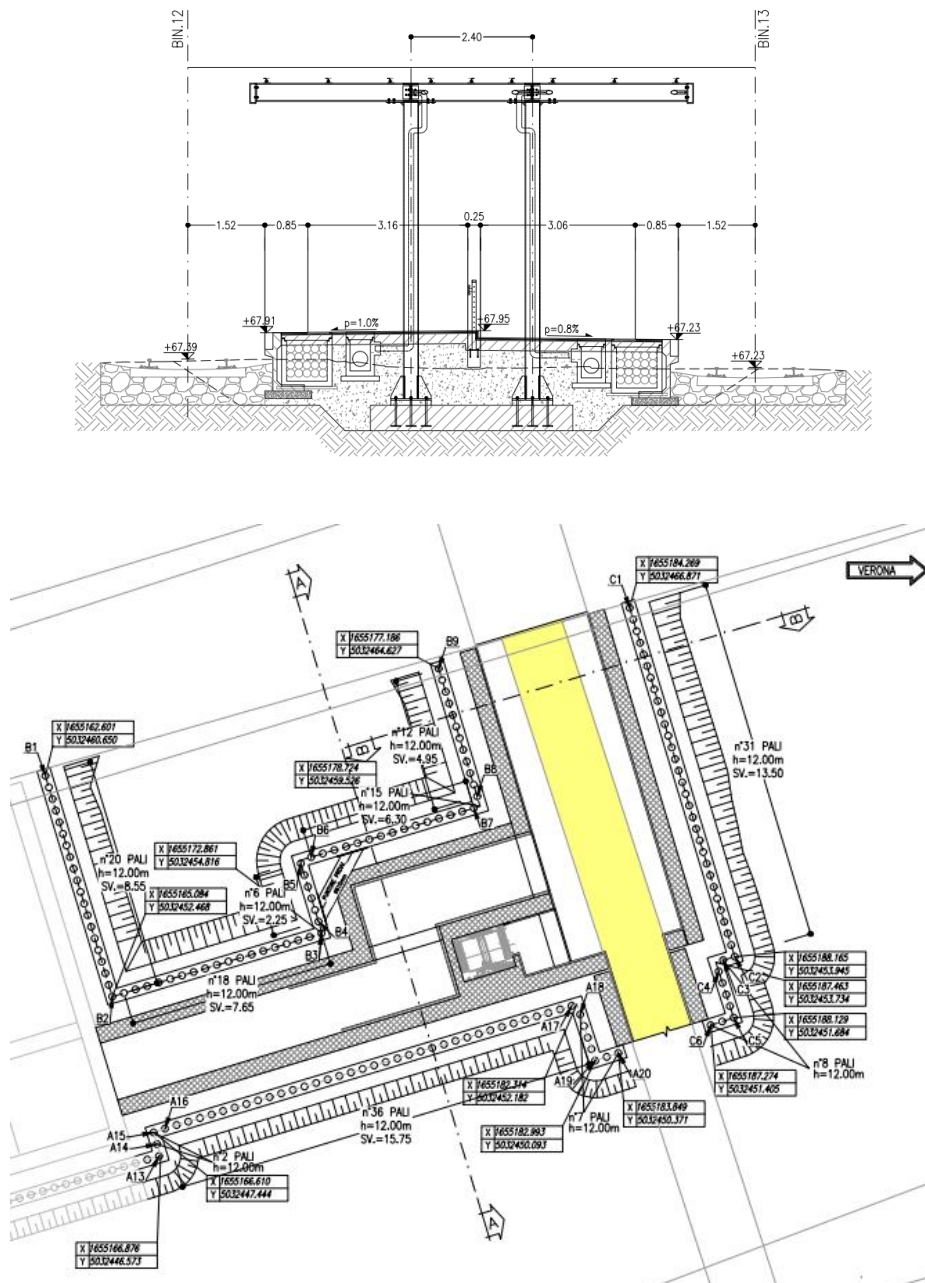 BIN.12
BIN.13
2.40
1.52
0.85
3.16
0.25
3.06
0.85
1.52
+67.91
p=1.0%
+67.95
p=0.8%
+67.23
+67.39
+67.23
C1
X 1655184.269
Y 5032466.871
VERONA
A
B
X 1655177.186
Y 5032464.627
B9
B1
X 1655162.601
Y 5032460.650
n°12 PALI
h=12.00m
SV.=4.95
B
n°31 PALI
h=12.00m
SV.=13.50
X 1655178.724
Y 5032459.526
n°15 PALI
h=12.00m
SV.=6.30
B8
B7
B6
X 1655172.861
Y 5032454.816
n°20 PALI
h=12.00m
SV.=8.55
B5
n°6 PALI
h=12.00m
SV.=2.25
X 1655165.084
Y 5032452.468
B4
B3
B2
n°18 PALI
h=12.00m
SV.=7.65
X 1655188.165
Y 5032453.945
C4
C3
C2
X 1655187.463
Y 5032453.734
A18
A17
X 1655188.129
Y 5032451.684
C6
C5
n°8 PALI
h=12.00m
X 1655187.274
Y 5032451.405
X 1655182.314
Y 5032452.182
A19
A20
n°7 PALI
h=12.00m
X 1655183.849
Y 5032450.371
X 1655182.993
Y 5032450.093
A16
A15
A14
A13
n°36 PALI
h=12.00m
SV.=15.75
n°2 PALI
h=12.00m
X 1655166.610
Y 5032447.444
A
X 1655166.876
Y 5032446.573